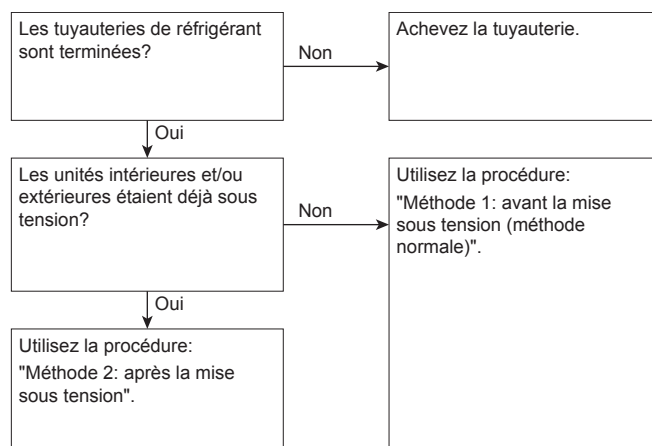 Les tuyauteries de réfrigérant
sont terminées?
Non
Achevez la tuyauterie.
Oui
Les unités intérieures et/ou
extérieures étaient déjà sous
tension?
Non
Utilisez la procédure:
"Méthode 1: avant la mise
sous tension (méthode
normale)".
Oui
Utilisez la procédure:
"Méthode 2: après la mise
sous tension".